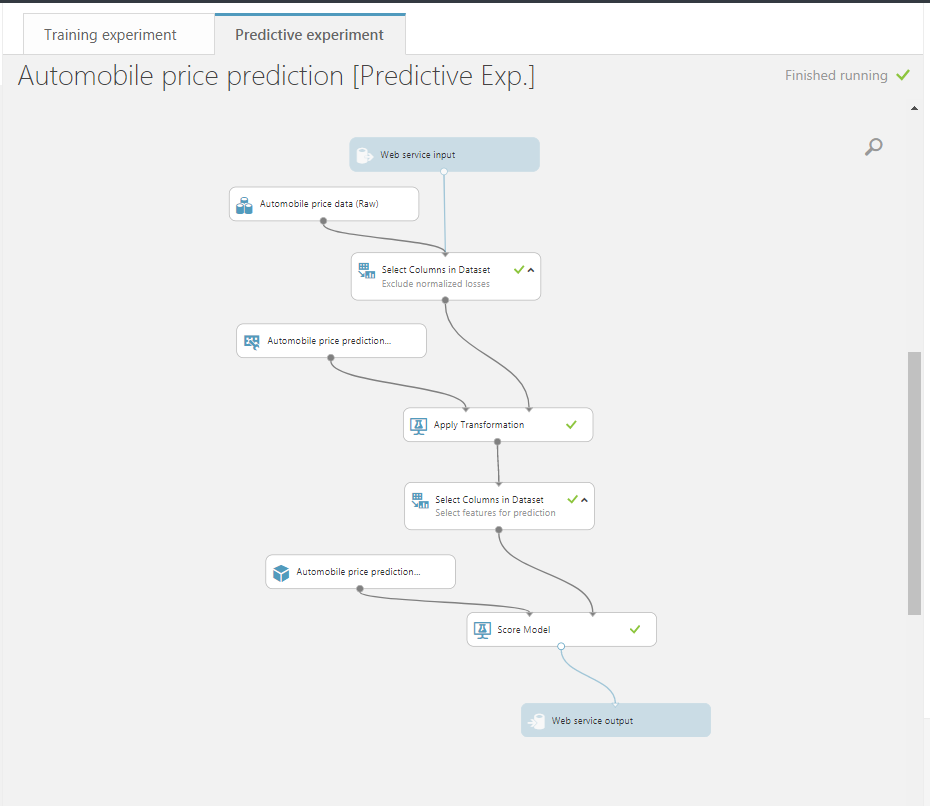 Training experiment
Predictive experiment
Automobile price prediction [Predictive Exp.]
Finished running
Web service input
Automobile price data (Raw)
Select Columns in Dataset
Exclude normalized losses
Automobile price prediction...
Apply Transformation
Select Columns in Dataset
Select features for prediction
Automobile price prediction...
Score Model
Web service output